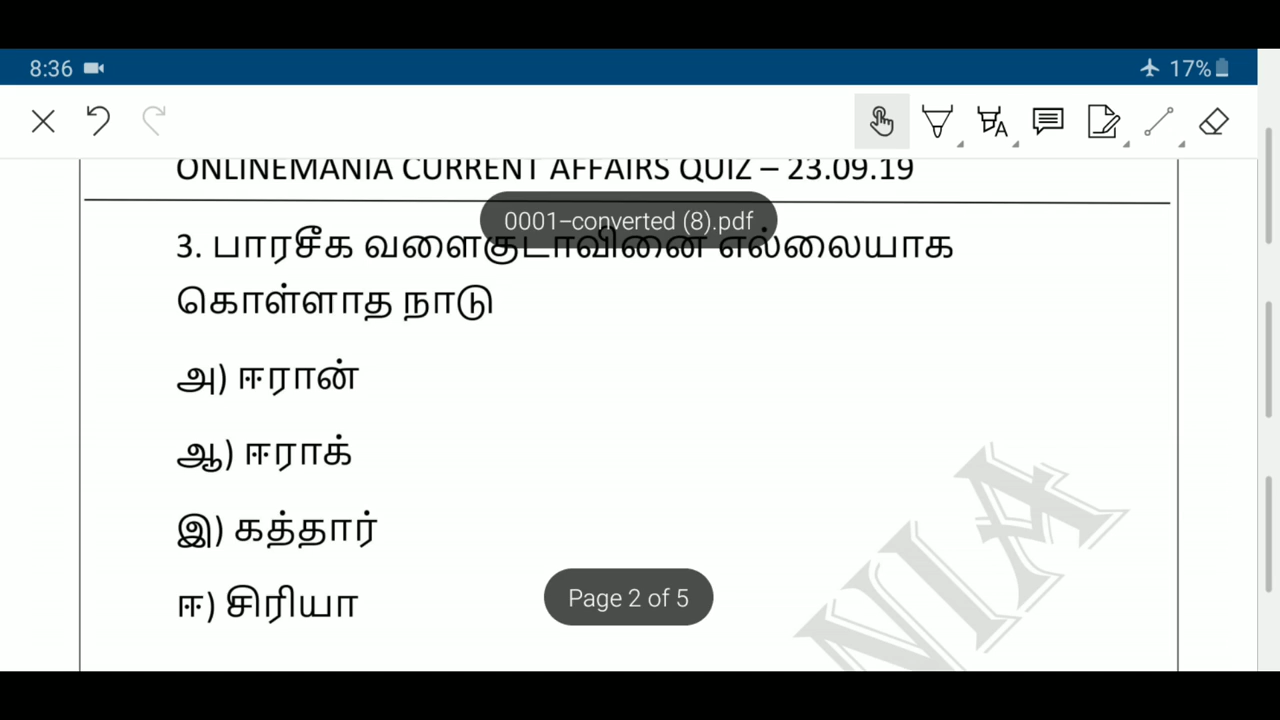 8:36 17%
ONLINEMANIA CURRENT AFFAIRS QUIZ – 23.09.19
0001-converted (8).pdf
3. பாரசீக வளைகுடாவினை எல்லையாக
கொள்ளாத நாடு
அ) ஈரான்
ஆ) ஈராக்
இ) கத்தார்
ஈ) சிரியா
Page 2 of 5
NIA